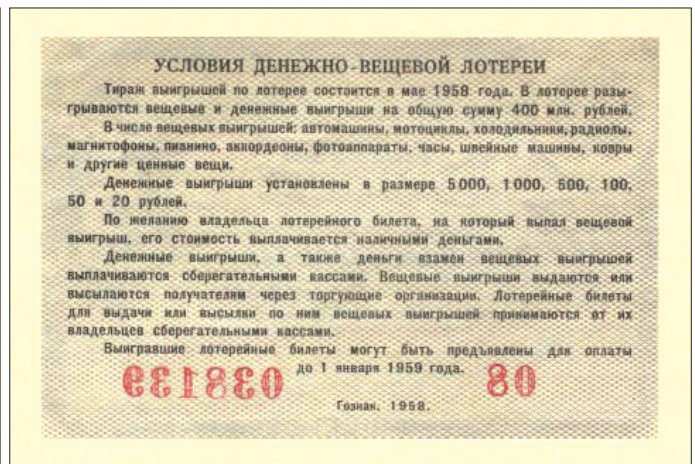 УСЛОВИЯ ДЕНЕЖНО-ВЕЩЕВОЙ ЛОТЕРЕИ
Тираж выигрышей по лотерее состоится в мае 1958 года. В лотерее разы-
грываются вещевые и денежные выигрыши на общую сумму 400 млн. рублей.
В числе вещевых выигрышей: автомашины, мотоциклы, холодильники, радиолы,
магнитофоны, пианино, аккордеоны, фотоаппараты, часы, швейные машины, ковры
и другие ценные вещи.
Денежные выигрыши установлены в размере 5 000, 1 000, 500, 100,
50 и 20 рублей.
По желанию владельца лотерейного билета, на который выпал вещевой
выигрыш, его стоимость выплачивается наличными деньгами.
Денежные выигрыши, а также деньги взамен вещевых выигрышей
выплачиваются сберегательными кассами. Вещевые выигрыши выдаются или
высылаются получателям через торгующие организации. Лотерейные билеты
для выдачи или высылки по ним вещевых выигрышей принимаются от их
владельцев сберегательными кассами.
Выигравшие лотерейные билеты могут быть предъявлены для оплаты
до 1 января 1959 года.
Гознак. 1958.